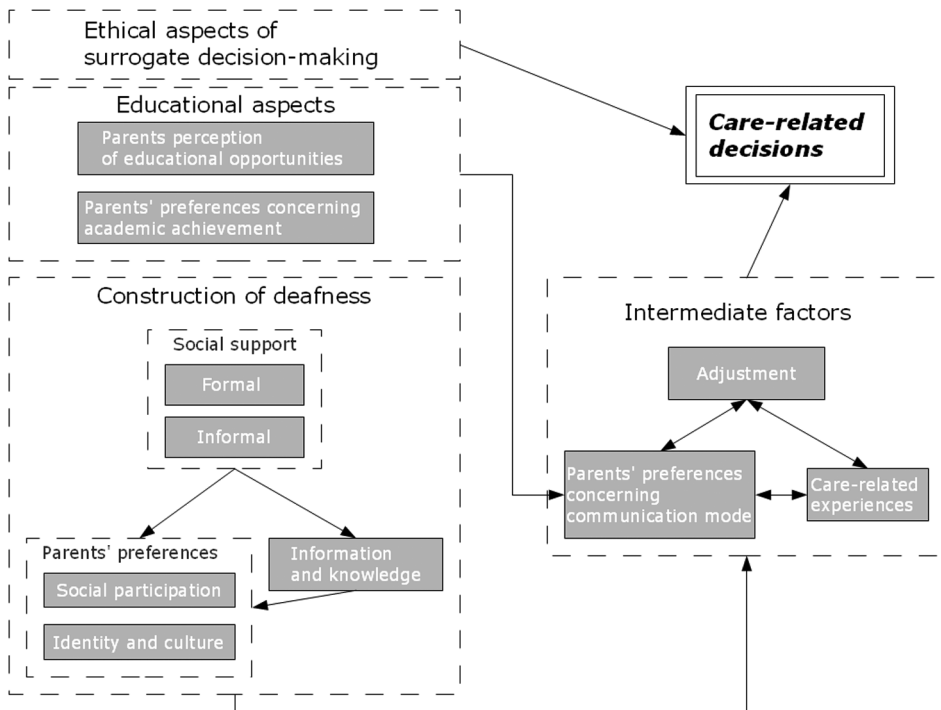 Ethical aspects of
surrogate decision-making
Educational aspects
Parents perception
of educational opportunities
Parents' preferences concerning
academic achievement
Construction of deafness
Social support
Formal
Informal
Parents' preferences
Social participation
Identity and culture
Information
and knowledge
Care-related
decisions
Intermediate factors
Adjustment
Parents' preferences
concerning
communication mode
Care-related
experiences